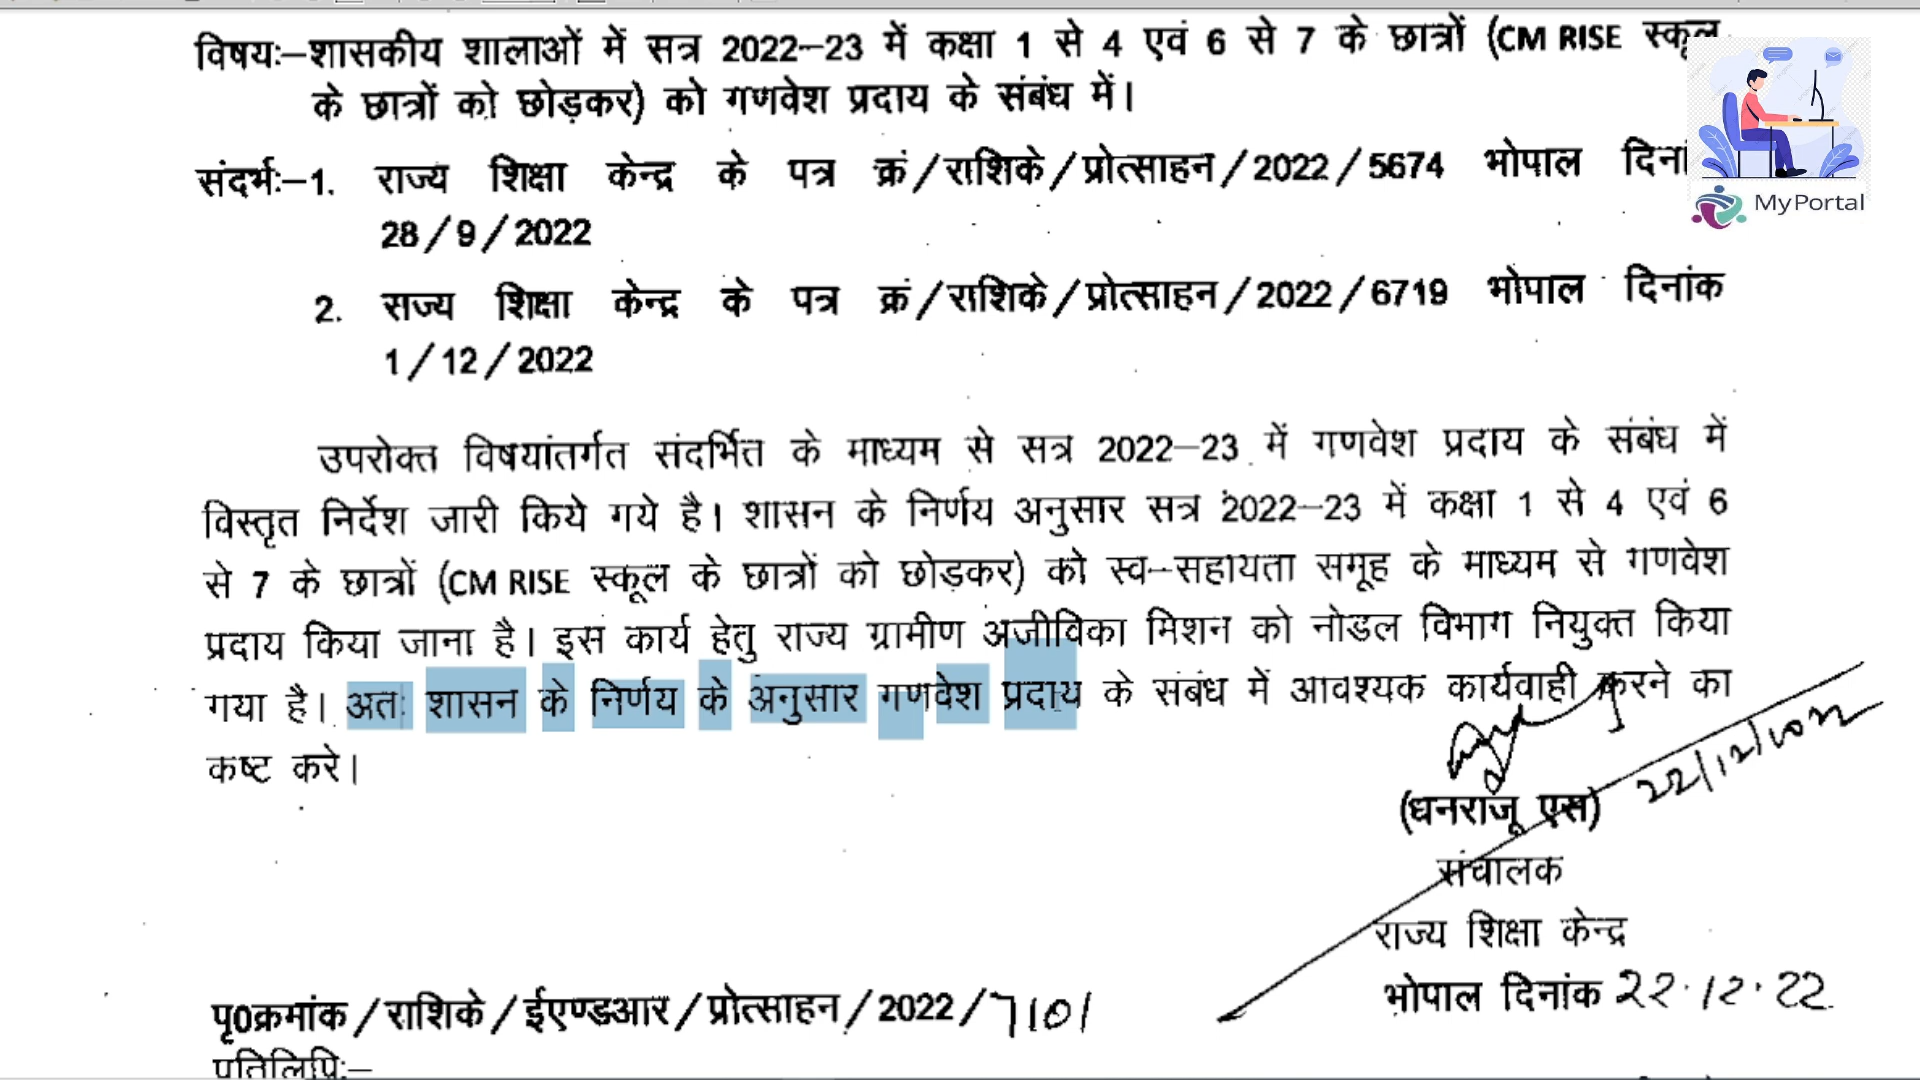 विषयः–शासकीय शालाओं में सत्र 2022–23 में कक्षा 1 से 4 एवं 6 से 7 के छात्रों (CM RISE स्कूल
के छात्रों को छोड़कर) को गणवेश प्रदाय के संबंध में।
संदर्भः–1. राज्य शिक्षा केन्द्र के पत्र क्रं/राशिके/प्रोत्साहन/2022/5674 भोपाल
28/9/2022
2. राज्य शिक्षा केन्द्र के पत्र क्रं/राशिके/प्रोत्साहन/2022/6719 भोपाल दिनांक
1/12/2022
MyPortal
उपरोक्त विषयांतर्गत संदर्भित के माध्यम से सत्र 2022–23 में गणवेश प्रदाय के संबंध में
विस्तृत निर्देश जारी किये गये है। शासन के निर्णय अनुसार सत्र 2022–23 में कक्षा 1 से 4 एवं 6
से 7 के छात्रों (CM RISE स्कूल के छात्रों को छोड़कर) को स्व–सहायता समूह के माध्यम से गणवेश
प्रदाय किया जाना है। इस कार्य हेतु राज्य ग्रामीण अजीविका मिशन को नोडल विभाग नियुक्त किया
गया है। अतः शासन के निर्णय के अनुसार गणवेश प्रदाय के संबंध में आवश्यक कार्यवाही करने का
कष्ट करे।
22/12/2022
(धनराजू एस)
संचालक
राज्य शिक्षा केन्द्र
भोपाल दिनांक 22.12.22
पृ0क्रमांक/राशिके/ईएण्डआर/प्रोत्साहन/2022/7101
प्रतिलिपिः–